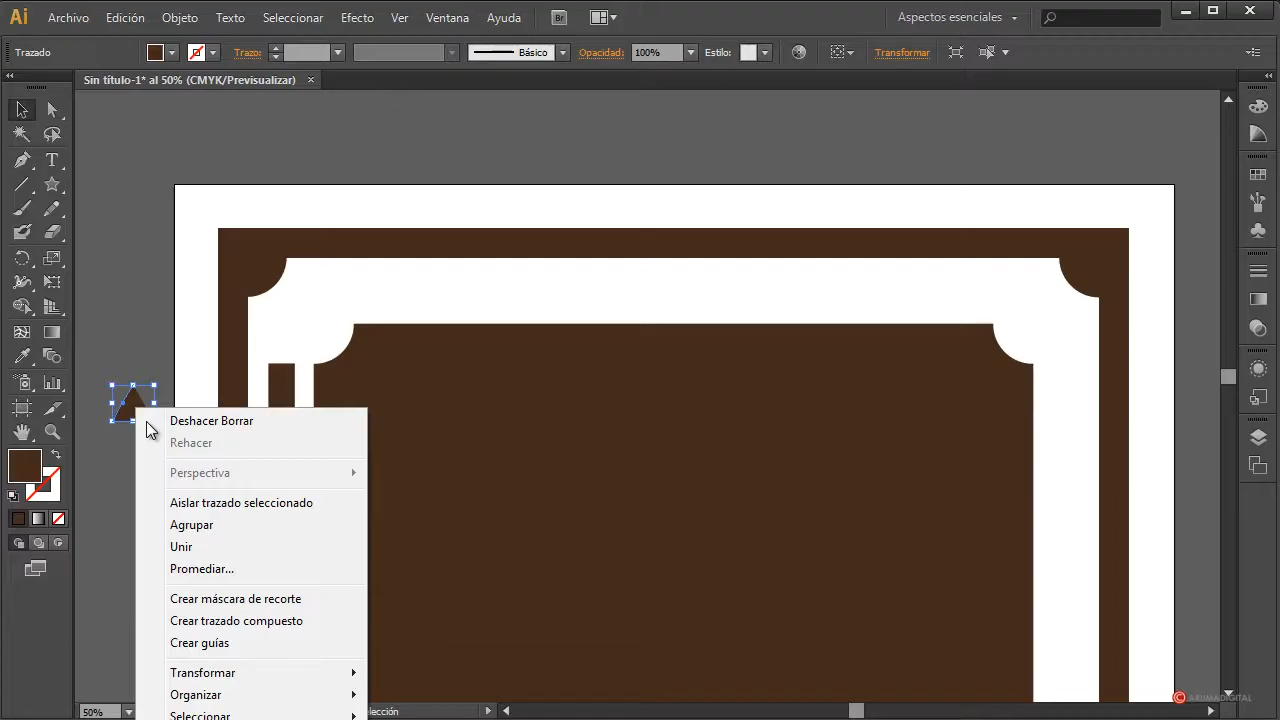 Ai Archivo Edición Objeto Texto Seleccionar Efecto Ver Ventana Ayuda Br Aspectos esenciales
Trazado Trazo: Básico Opacidad: 100% Estilo: Transformar
Sin título-1* al 50% (CMYK/Previsualizar) ×
T
Deshacer Borrar
Rehacer
Perspectiva
Aislar trazado seleccionado
Agrupar
Unir
Promediar...
Crear máscara de recorte
Crear trazado compuesto
Crear guías
Transformar
Organizar
Seleccionar
50% elección
© AKUMADIGITAL